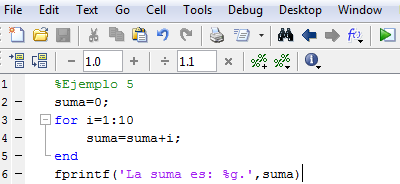 File Edit Text Go Cell Tools Debug Desktop Window
- 1.0 + ÷ 1.1 ×
1 %Ejemplo 5
2 - suma=0;
3 - for i=1:10
4 - suma=suma+i;
5 - end
6 - fprintf('La suma es: %g.',suma)